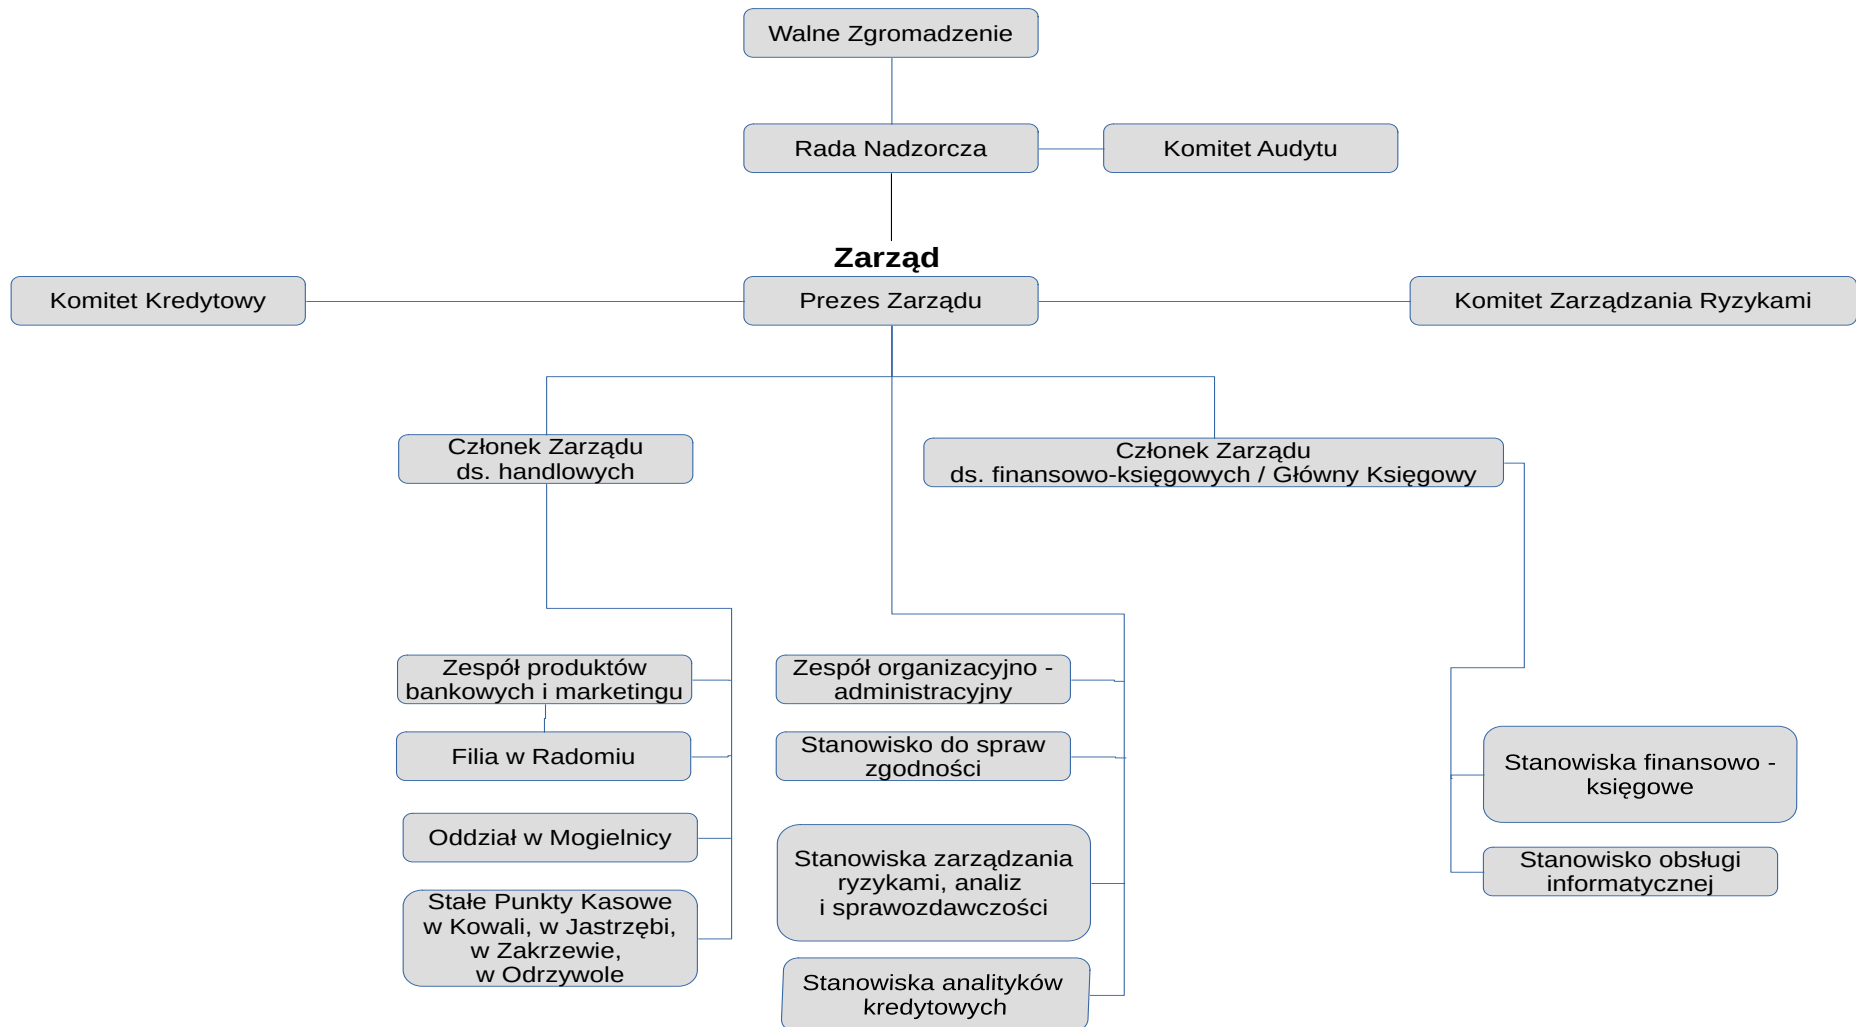 Walne Zgromadzenie
Rada Nadzorcza
Komitet Audytu
Zarząd
Komitet Kredytowy
Prezes Zarządu
Komitet Zarządzania Ryzykami
Członek Zarządu
ds. handlowych
Członek Zarządu
ds. finansowo-księgowych / Główny Księgowy
Zespół produktów
bankowych i marketingu
Filia w Radomiu
Oddział w Mogielnicy
Stałe Punkty Kasowe
w Kowali, w Jastrzębi,
w Zakrzewie,
w Odrzywole
Zespół organizacyjno -
administracyjny
Stanowisko do spraw
zgodności
Stanowiska zarządzania
ryzykami, analiz
i sprawozdawczości
Stanowiska analityków
kredytowych
Stanowiska finansowo -
księgowe
Stanowisko obsługi
informatycznej